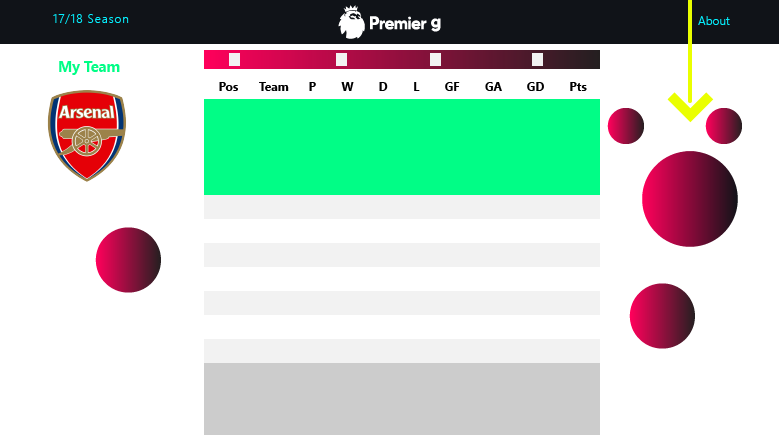 17/18 Season
Premier g
About
My Team
Arsenal
Pos Team P W D L GF GA GD Pts